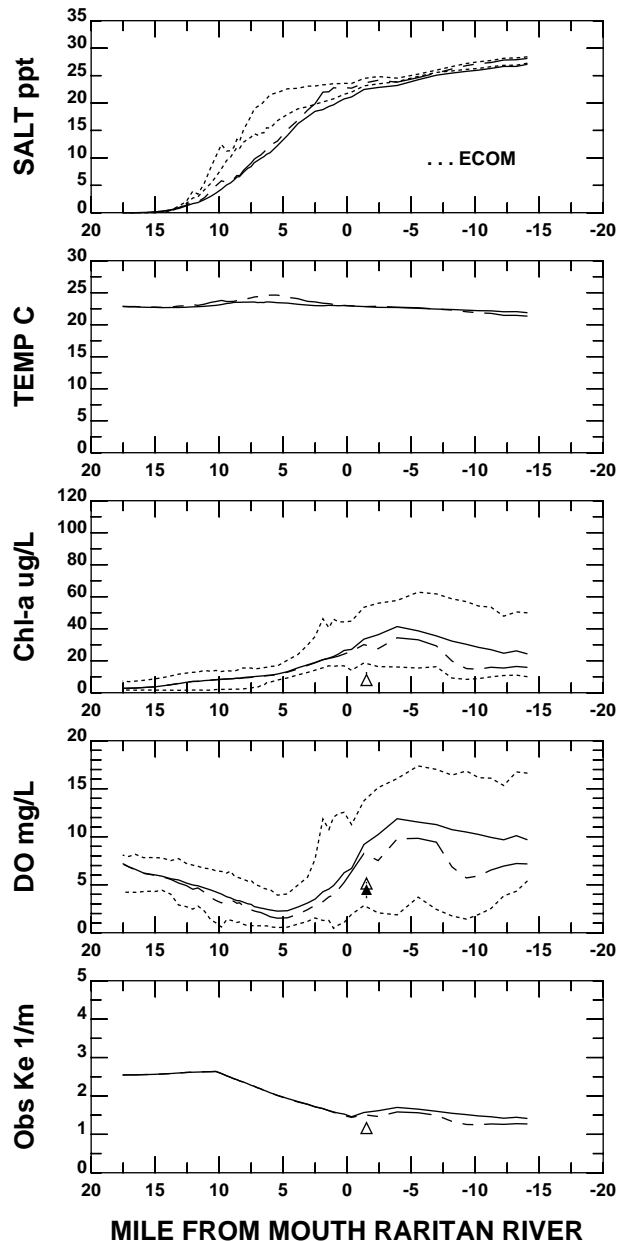 SALT ppt
35
30
25
20
15
10
5
0
. . . ECOM
20 15 10 5 0 -5 -10 -15 -20
TEMP C
30
25
20
15
10
5
0
20 15 10 5 0 -5 -10 -15 -20
Chl-a ug/L
120
100
80
60
40
20
0
20 15 10 5 0 -5 -10 -15 -20
DO mg/L
20
15
10
5
0
20 15 10 5 0 -5 -10 -15 -20
Obs Ke 1/m
5
4
3
2
1
0
20 15 10 5 0 -5 -10 -15 -20
MILE FROM MOUTH RARITAN RIVER